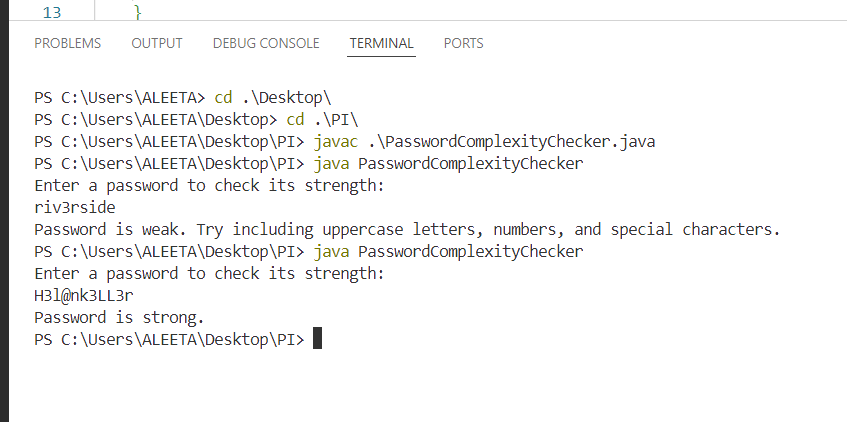 13 }
PROBLEMS OUTPUT DEBUG CONSOLE TERMINAL PORTS
PS C:\Users\ALEETA> cd .\Desktop\
PS C:\Users\ALEETA\Desktop> cd .\PI\
PS C:\Users\ALEETA\Desktop\PI> javac .\PasswordComplexityChecker.java
PS C:\Users\ALEETA\Desktop\PI> java PasswordComplexityChecker
Enter a password to check its strength:
riv3rside
Password is weak. Try including uppercase letters, numbers, and special characters.
PS C:\Users\ALEETA\Desktop\PI> java PasswordComplexityChecker
Enter a password to check its strength:
H3l@nk3LL3r
Password is strong.
PS C:\Users\ALEETA\Desktop\PI>